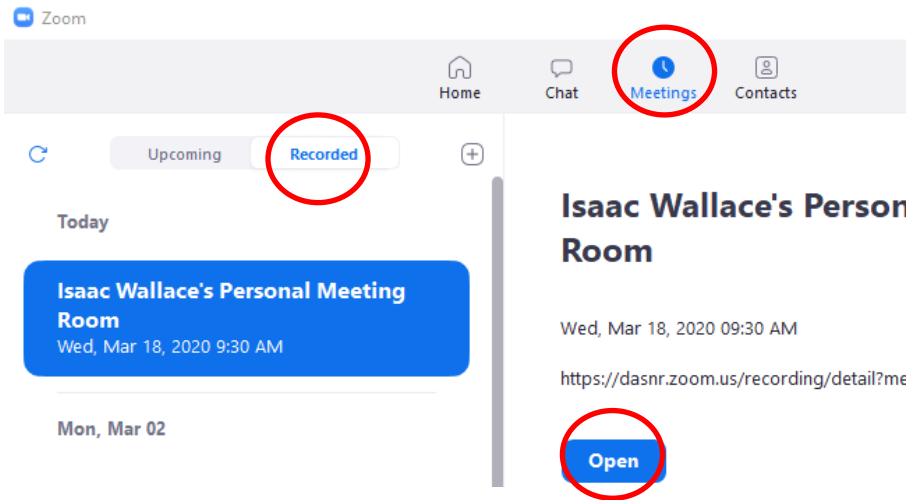 Zoom
Home
Chat
Meetings
Contacts
Upcoming
Recorded
Today
Isaac Wallace's Personal Meeting
Room
Wed, Mar 18, 2020 9:30 AM
Mon, Mar 02
Isaac Wallace's Person
Room
Wed, Mar 18, 2020 09:30 AM
https://dasnr.zoom.us/recording/detail?me
Open